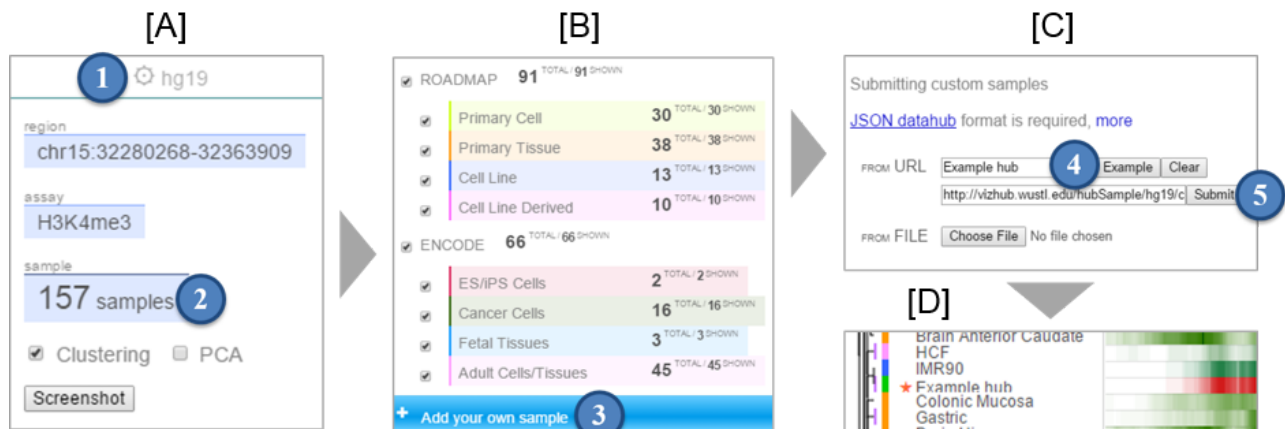 [A]
1 hg19
region
chr15:32280268-32363909
assay
H3K4me3
sample
157 samples 2
Clustering PCA
Screenshot
[B]
ROADMAP 91 TOTAL / 91 SHOWN
Primary Cell 30 TOTAL / 30 SHOWN
Primary Tissue 38 TOTAL / 38 SHOWN
Cell Line 13 TOTAL / 13 SHOWN
Cell Line Derived 10 TOTAL / 10 SHOWN
ENCODE 66 TOTAL / 66 SHOWN
ES/iPS Cells 2 TOTAL / 2 SHOWN
Cancer Cells 16 TOTAL / 16 SHOWN
Fetal Tissues 3 TOTAL / 3 SHOWN
Adult Cells/Tissues 45 TOTAL / 45 SHOWN
+ Add your own sample 3
[C]
Submitting custom samples
JSON datahub format is required, more
FROM URL Example hub 4 Example Clear
http://vizhub.wustl.edu/hubSample/hg19/c Submit 5
FROM FILE Choose File No file chosen
[D]
Brain Anterior Caudate
HCF
IMR90
★ Example hub
Colonic Mucosa
Gastric